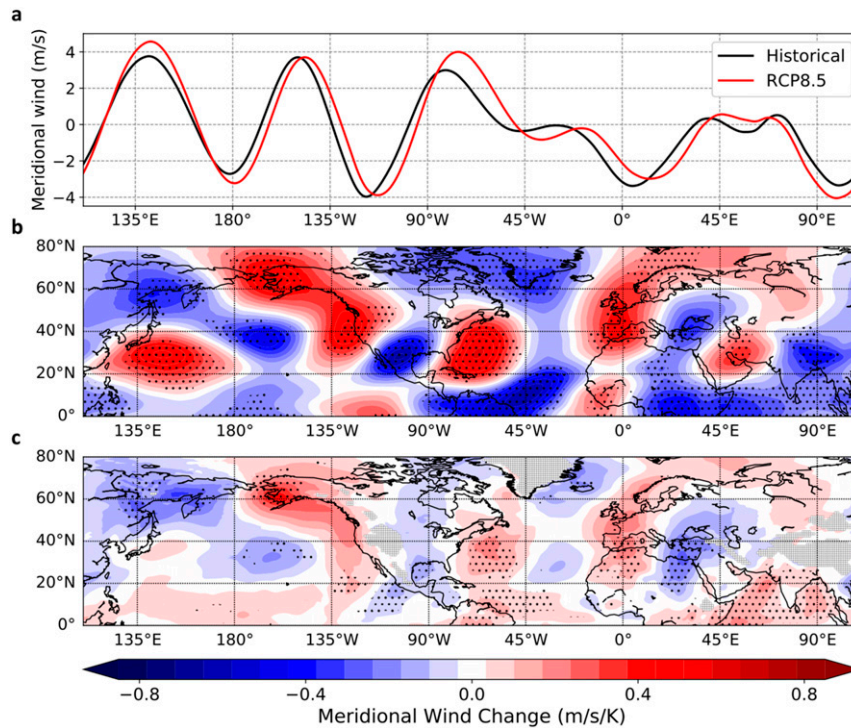 a
4
2
0
−2
−4
Meridional wind (m/s)
Historical
RCP8.5
135°E 180° 135°W 90°W 45°W 0° 45°E 90°E
b
80°N
60°N
40°N
20°N
0°
135°E 180° 135°W 90°W 45°W 0° 45°E 90°E
c
80°N
60°N
40°N
20°N
0°
135°E 180° 135°W 90°W 45°W 0° 45°E 90°E
−0.8 −0.4 0.0 0.4 0.8
Meridional Wind Change (m/s/K)